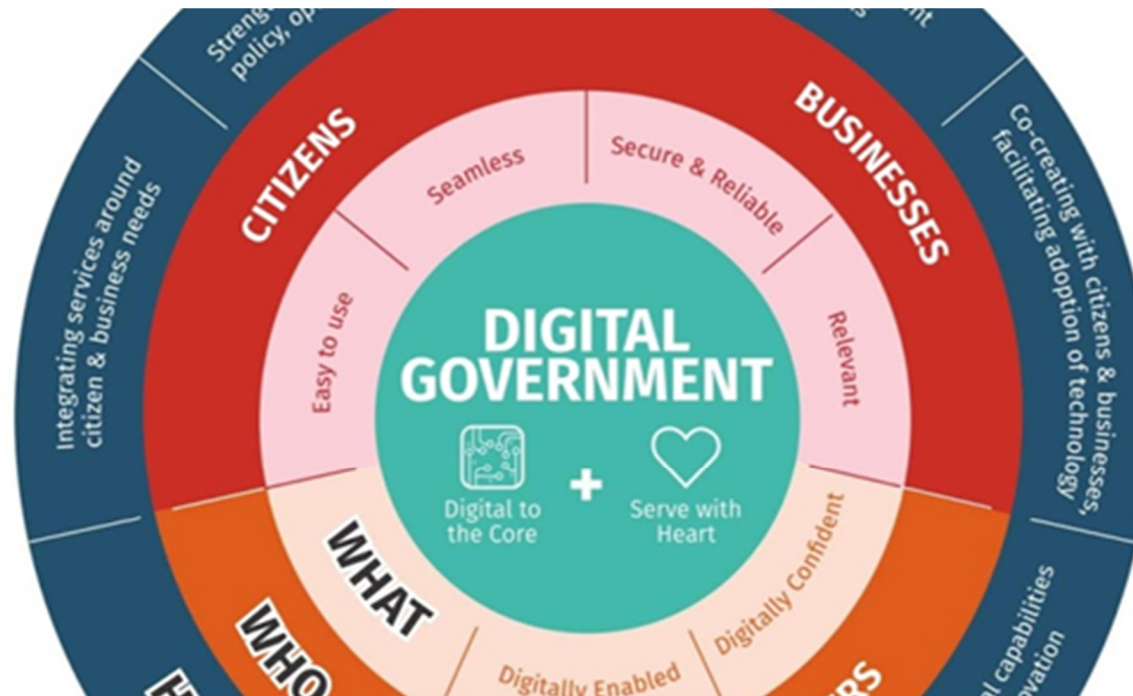 policy,
CITIZENS
BUSINESSES
Integrating services around
citizen & business needs
Co-creating with citizens & businesses,
facilitating adoption of technology
Seamless
Secure & Reliable
Easy to use
Relevant
DIGITAL
GOVERNMENT
+
Digital to
the Core
Serve with
Heart
WHAT
WHO
Digitally Confident
Digitally Enabled
capabilities